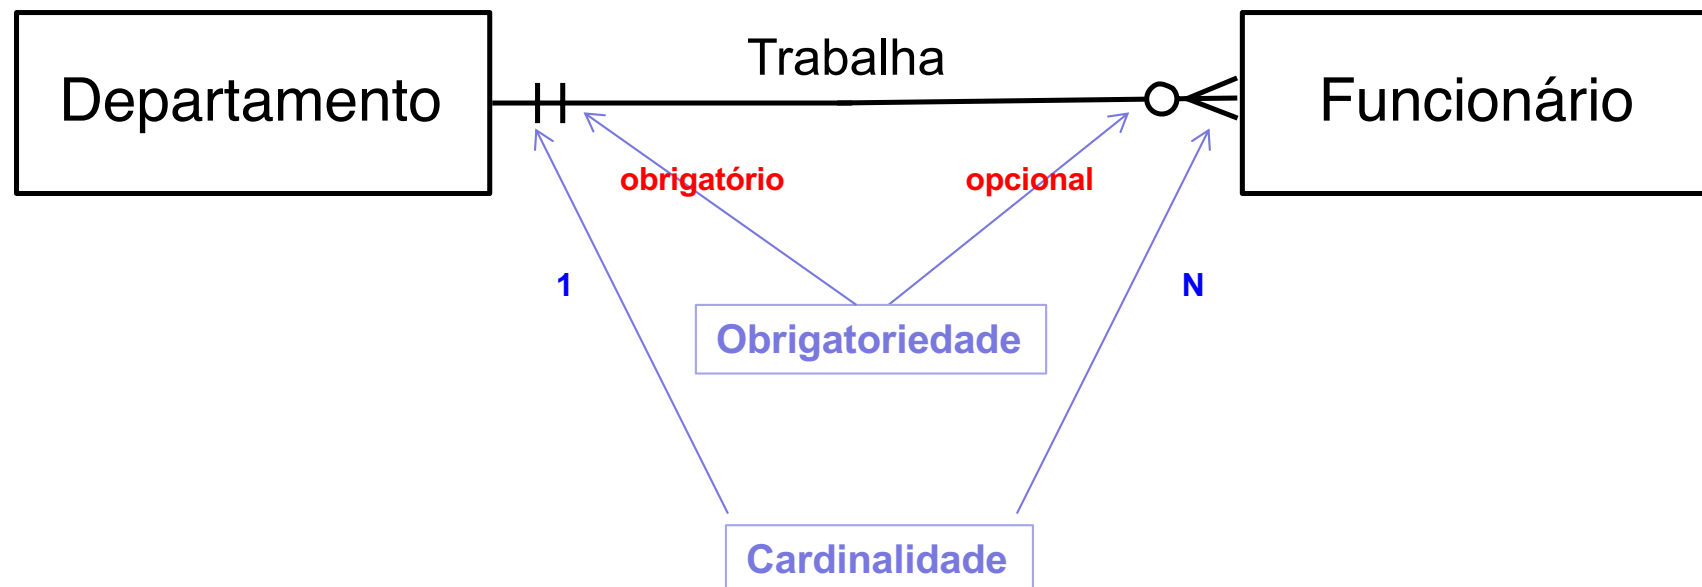 Departamento
Trabalha
Funcionário
obrigatório
opcional
1
N
Obrigatoriedade
Cardinalidade